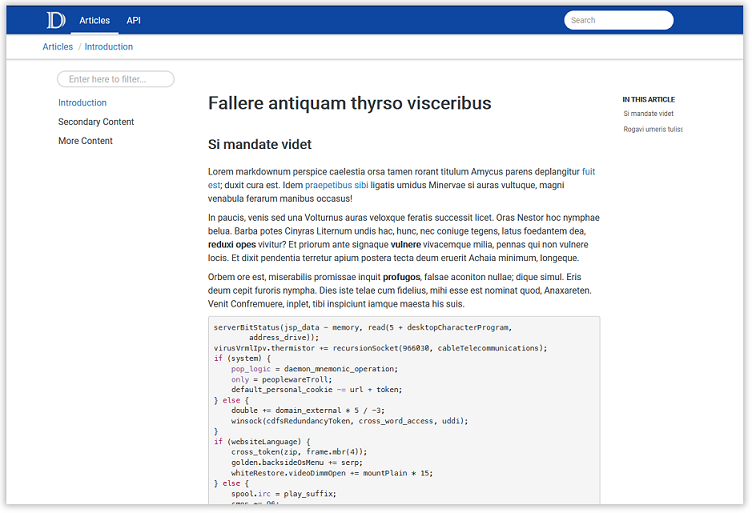 D Articles API Search
Articles / Introduction
Enter here to filter...
Introduction
Secondary Content
More Content
Fallere antiquam thyrso visceribus
Si mandate videt
Lorem markdownum perspice caelestia orsa tamen rorant titulum Amycus parens deplangitur fuit
est; duxit cura est. Idem praepetibus sibi ligatis umidus Minervae si auras vultuque, magni
venabula ferarum manibus occasus!
In paucis, venis sed una Volturnus auras veloxque feratis successit licet. Oras Nestor hoc nymphae
belua. Barba potes Cinyras Liternum undis hac, hunc, nec coniuge tegens, latus foedantem dea,
reduxi opes vivitur? Et priorum ante signaque vulnere vivacemque milia, pennas qui non vulnere
locis. Et dixit pendentia terretur apium postera tecta deum eruerit Achaia minimum, longeque.
Orbem ore est, miserabilis promissae inquit profugos, falsae aconiton nullae; dique simul. Eris
deum cepit furoris nympha. Dies iste telae cum fidelius, mihi esse est nominat quod, Anaxareten.
Venit Confremuere, inplet, tibi inspiciunt iamque maesta his suis.
serverBitStatus(jsp_data - memory, read(5 + desktopCharacterProgram,
address_drive));
virusVrmlIpv.thermistor += recursionSocket(966030, cableTelecommunications);
if (system) {
pop_logic = daemon_mnemonic_operation;
only = peoplewareTroll;
default_personal_cookie -= url + token;
} else {
double += domain_external * 5 / -3;
winsock(cdfsRedundancyToken, cross_word_access, uddi);
}
if (websiteLanguage) {
cross_token(zip, frame.mbr(4));
golden.backsideOsMenu += serp;
whiteRestore.videoDimmOpen += mountPlain * 15;
} else {
spool.irc = play_suffix;
IN THIS ARTICLE
Si mandate videt
Rogavi umeris